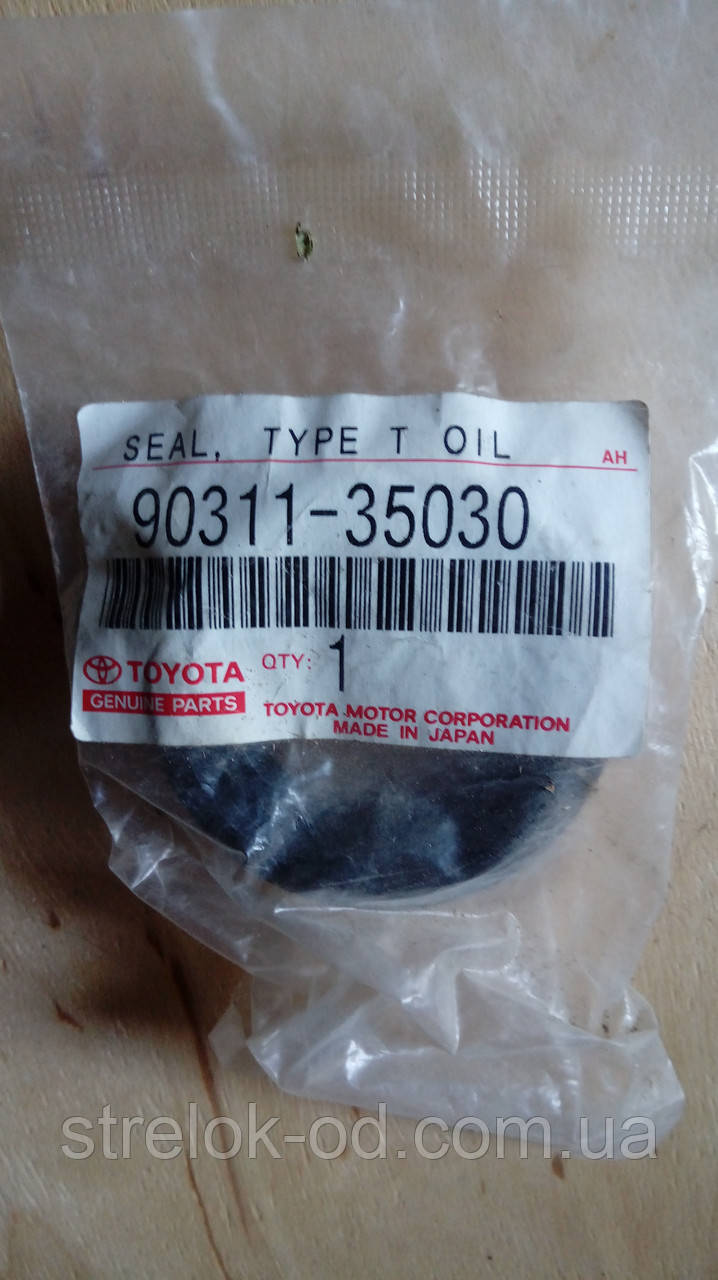 SEAL, TYPE T OIL
AH
90311-35030
TOYOTA QTY: 1
GENUINE PARTS
TOYOTA MOTOR CORPORATION
MADE IN JAPAN
strelok-od.com.ua